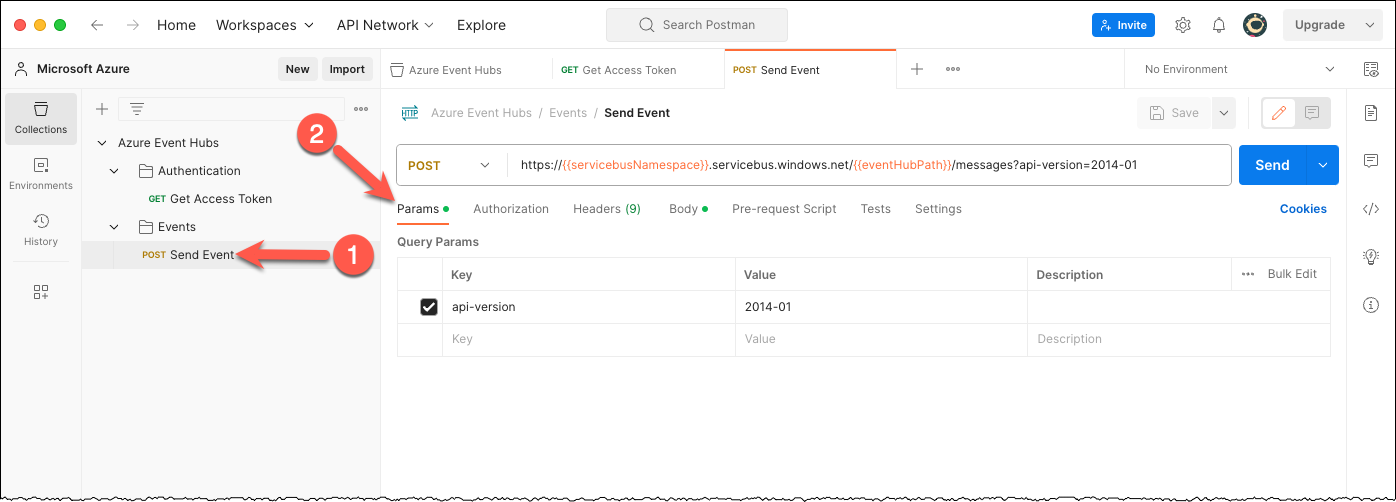 Home Workspaces API Network Explore Search Postman Invite Upgrade
Microsoft Azure New Import Azure Event Hubs GET Get Access Token POST Send Event No Environment
Collections
Environments
History
Azure Event Hubs
Authentication
GET Get Access Token
Events
POST Send Event
1
2
HTTP Azure Event Hubs / Events / Send Event Save
POST https://{{servicebusNamespace}}.servicebus.windows.net/{{eventHubPath}}/messages?api-version=2014-01 Send
Params Authorization Headers (9) Body Pre-request Script Tests Settings Cookies
Query Params
Key Value Description Bulk Edit
api-version 2014-01
Key Value Description